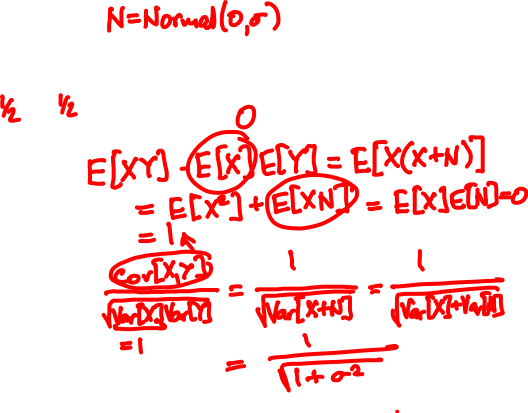 N=Normal(0,σ)
1/2 1/2
0
E[XY] - E[X]E[Y] = E[X(X+N)]
= E[X²] + E[XN] = E[X]E[N]=0
= 1
Cov[X,Y] / √Var[X]Var[Y] = 1 / √Var[X+N] = 1 / √Var[X]+Var[N]
=1
= 1 / √1+σ²